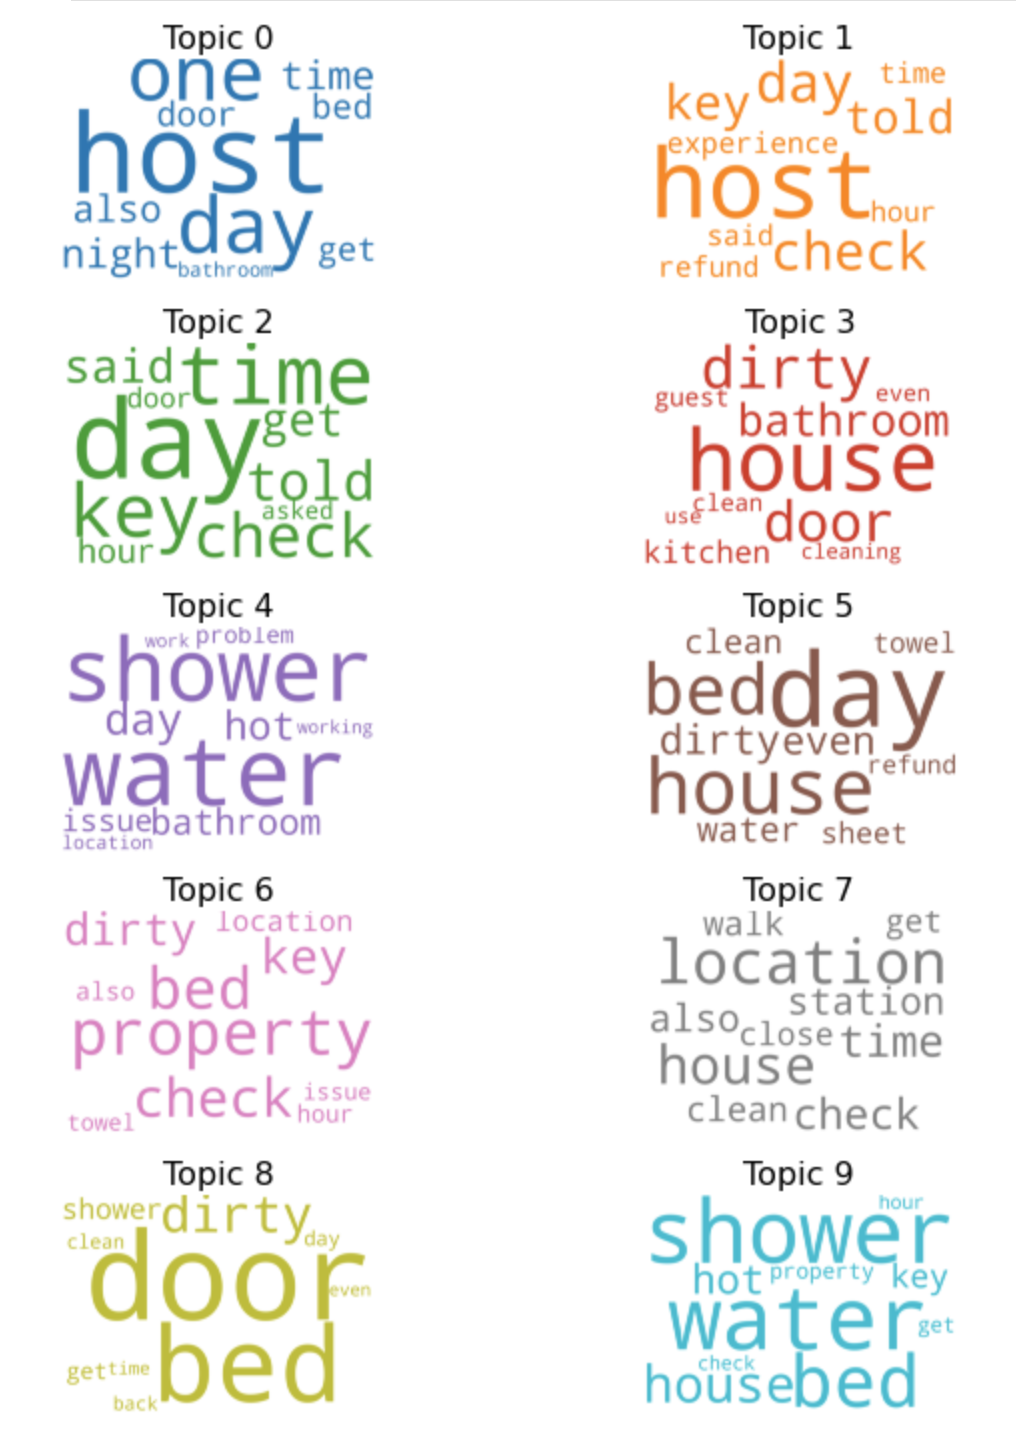 Topic 0
one time
door bed
host
also day
night get
bathroom
Topic 1
day time
key told
experience
host
hour
said check
refund
Topic 2
said time
door
day get
told
key asked
hour check
Topic 3
dirty
guest even
bathroom
house
clean
use door
kitchen cleaning
Topic 4
work problem
shower
day hot working
water
issue bathroom
location
Topic 5
clean towel
bed day
dirty even
house refund
water sheet
Topic 6
dirty location
key
also bed
property
check issue
hour
towel
Topic 7
walk get
location
station
also close time
house
clean check
Topic 8
shower dirty
clean day
door
even
get time bed
back
Topic 9
hour
shower
hot property key
water get
check
house bed